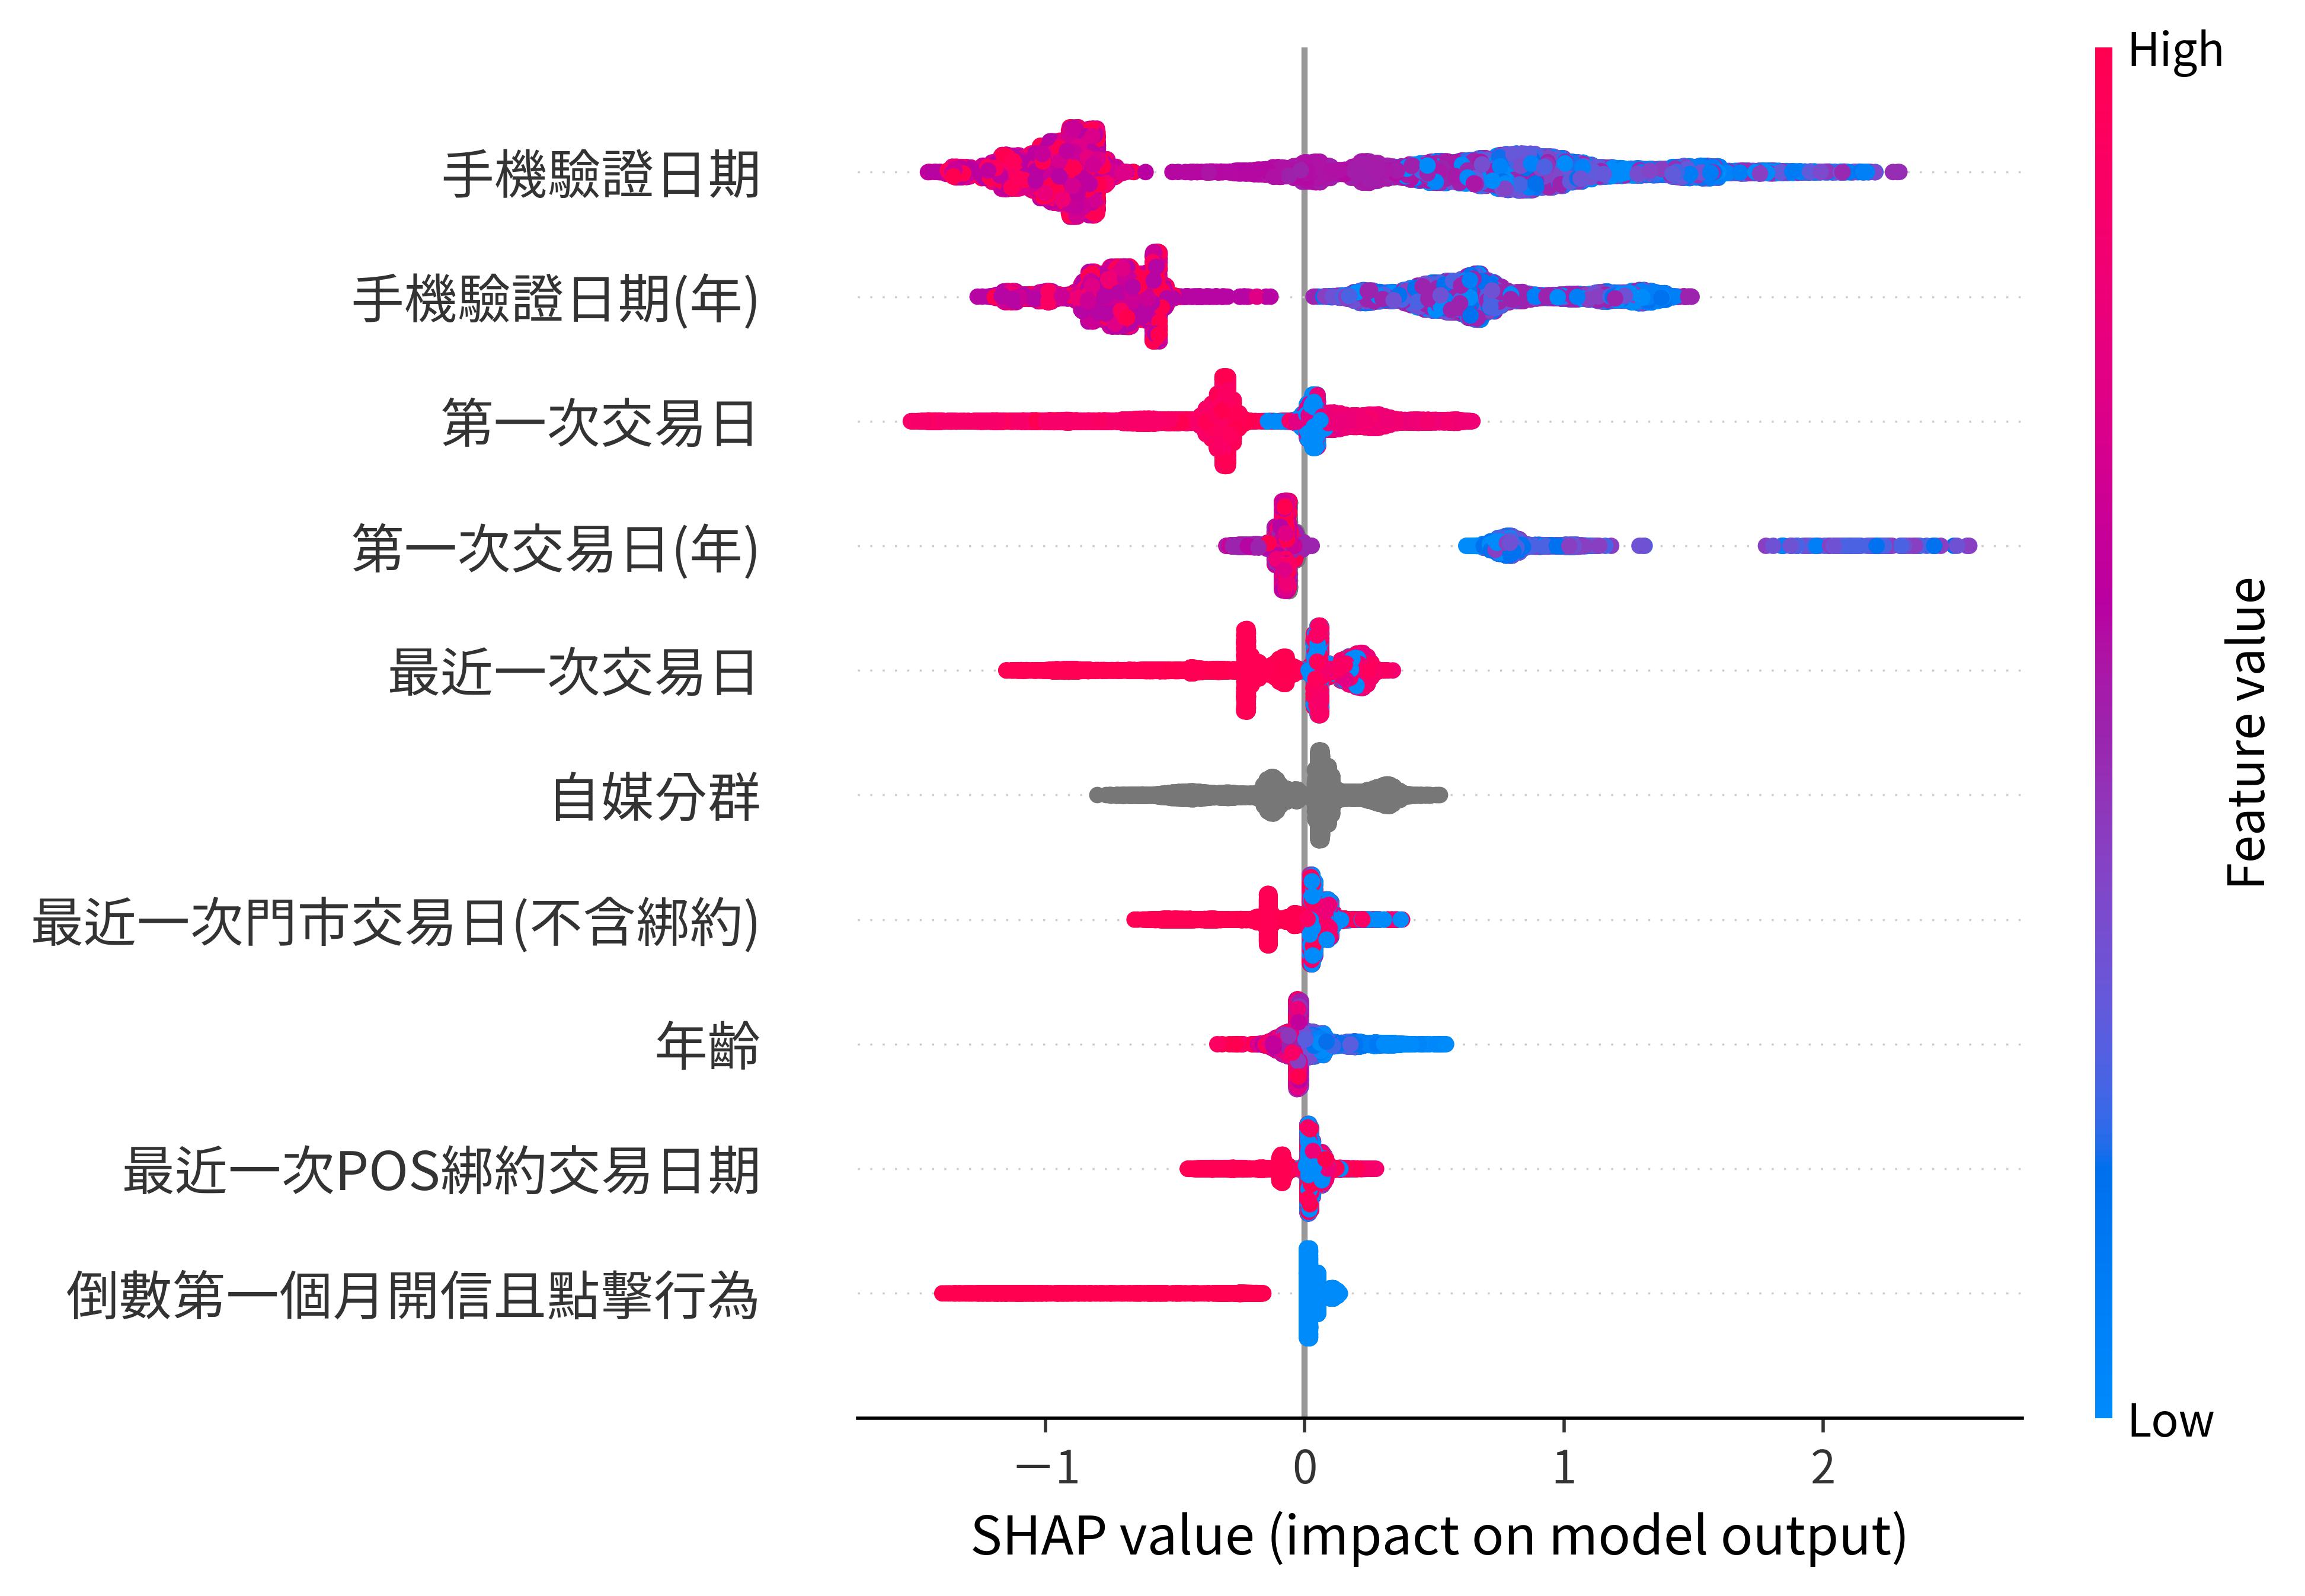 High
手機驗證日期
手機驗證日期(年)
第一次交易日
第一次交易日(年)
最近一次交易日
自媒分群
最近一次門市交易日(不含綁約)
年齡
最近一次POS綁約交易日期
倒數第一個月開信且點擊行為
Feature value
Low
−1 0 1 2
SHAP value (impact on model output)